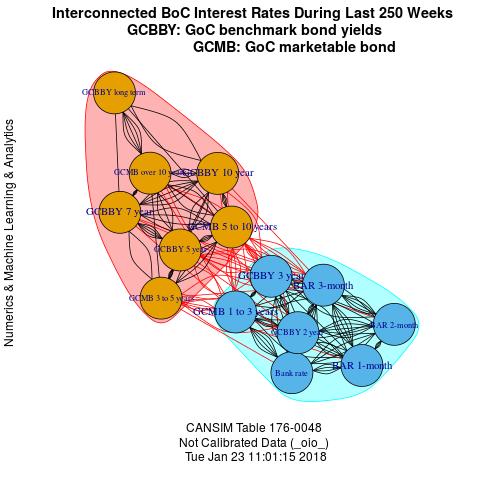 Interconnected BoC Interest Rates During Last 250 Weeks
GCBBY: GoC benchmark bond yields
GCMB: GoC marketable bond
Numerics & Machine Learning & Analytics
GCBBY long term
GCMB over 10 years
GCBBY 10 year
GCBBY 7 year
GCMB 5 to 10 years
GCBBY 5 year
GCBBY 3 year
BAR 3-month
GCMB 3 to 5 years
GCMB 1 to 3 years
GCBBY 2 year
BAR 2-month
BAR 1-month
Bank rate
CANSIM Table 176-0048
Not Calibrated Data (_oio_)
Tue Jan 23 11:01:15 2018